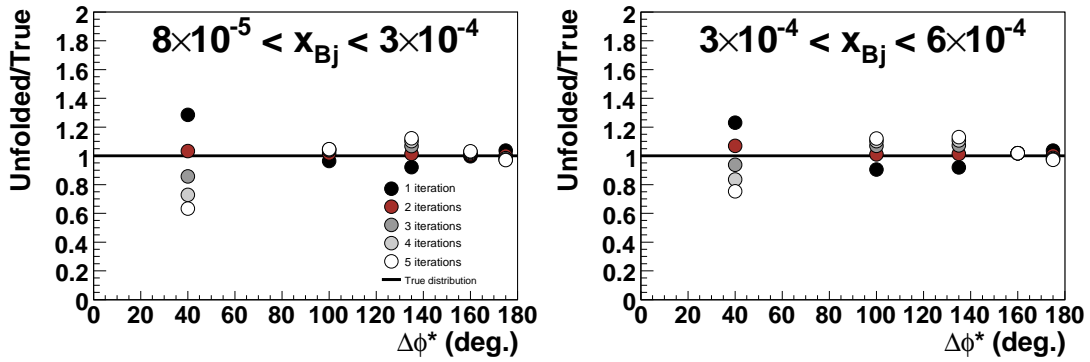 8×10⁻⁵ < x_Bj < 3×10⁻⁴
Unfolded/True
2
1.8
1.6
1.4
1.2
1
0.8
0.6
0.4
0.2
0
1 iteration
2 iterations
3 iterations
4 iterations
5 iterations
True distribution
0 20 40 60 80 100 120 140 160 180
Δϕ* (deg.)
3×10⁻⁴ < x_Bj < 6×10⁻⁴
Unfolded/True
2
1.8
1.6
1.4
1.2
1
0.8
0.6
0.4
0.2
0
0 20 40 60 80 100 120 140 160 180
Δϕ* (deg.)